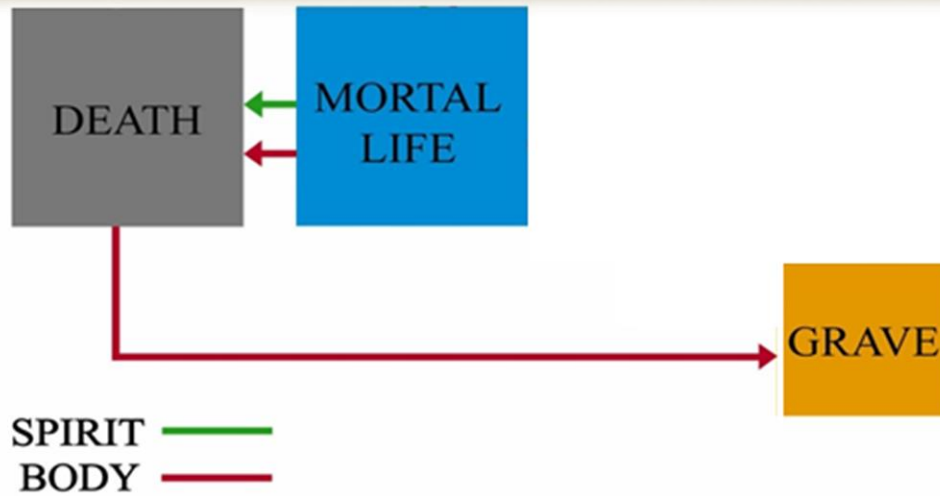 DEATH
MORTAL
LIFE
GRAVE
SPIRIT
BODY